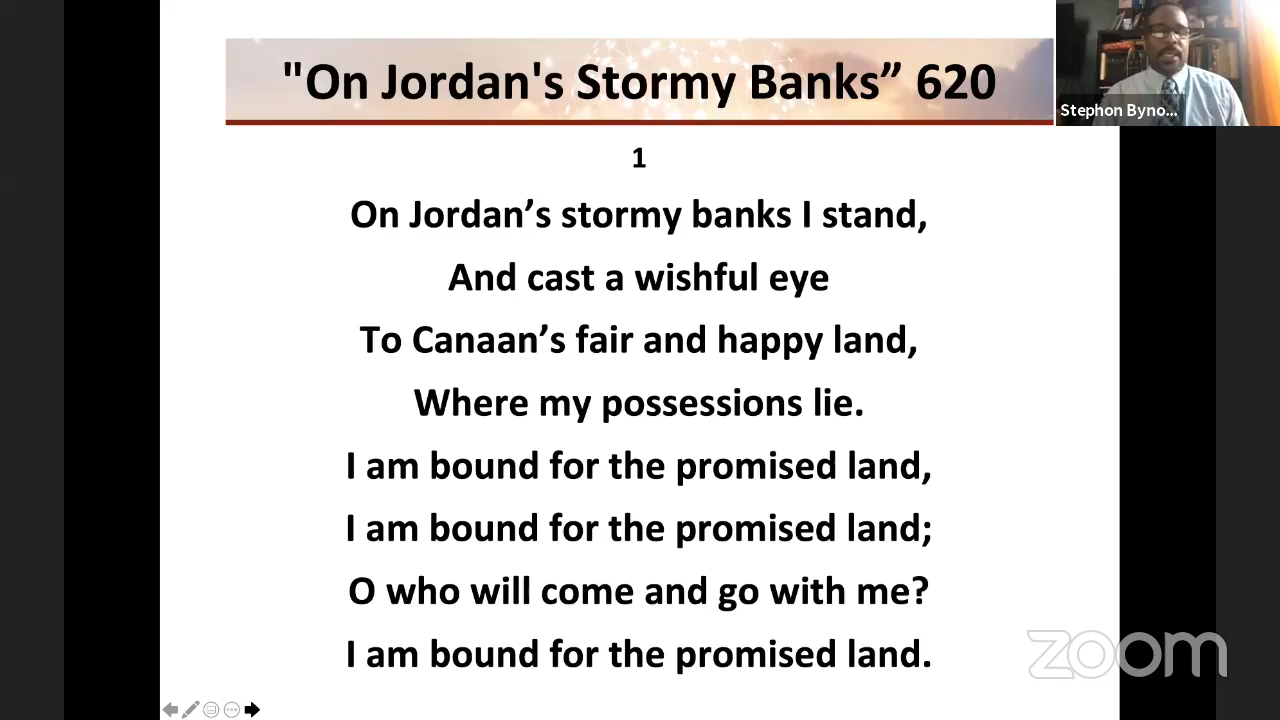 "On Jordan's Stormy Banks” 620
Stephon Byno...
1
On Jordan’s stormy banks I stand,
And cast a wishful eye
To Canaan’s fair and happy land,
Where my possessions lie.
I am bound for the promised land,
I am bound for the promised land;
O who will come and go with me?
I am bound for the promised land.
zoom